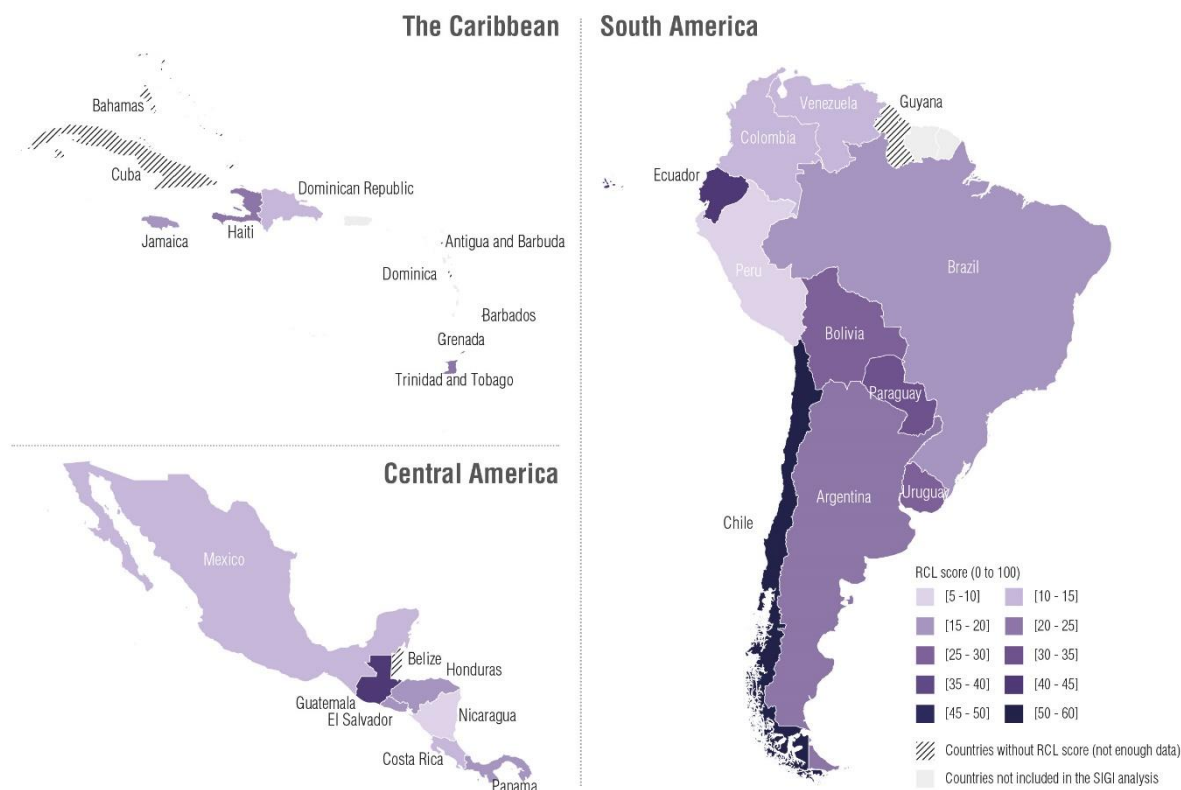 The Caribbean
Bahamas
Cuba
Dominican Republic
Jamaica
Haiti
Antigua and Barbuda
Dominica
Barbados
Grenada
Trinidad and Tobago
Central America
Mexico
Belize
Honduras
Guatemala
El Salvador
Nicaragua
Costa Rica
Panama
South America
Venezuela
Guyana
Colombia
Ecuador
Peru
Brazil
Bolivia
Paraguay
Argentina
Uruguay
Chile
RCL score (0 to 100)
[5 -10] [10 - 15]
[15 - 20] [20 - 25]
[25 - 30] [30 - 35]
[35 - 40] [40 - 45]
[45 - 50] [50 - 60]
Countries without RCL score (not enough data)
Countries not included in the SIGI analysis